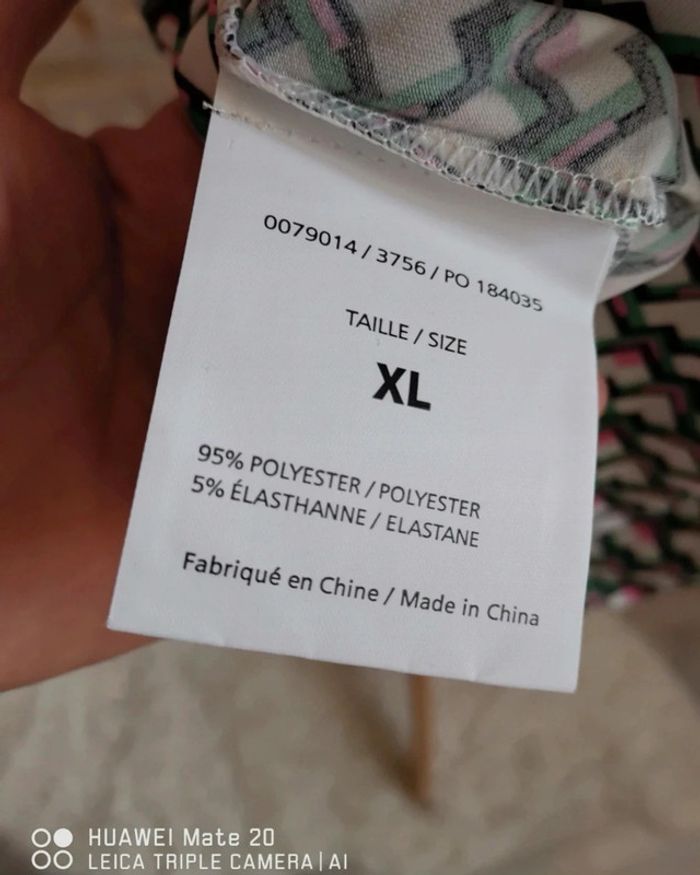 0079014 / 3756 / PO 184035
TAILLE / SIZE
XL
95% POLYESTER / POLYESTER
5% ÉLASTHANNE / ELASTANE
Fabriqué en Chine / Made in China
HUAWEI Mate 20
LEICA TRIPLE CAMERA | AI